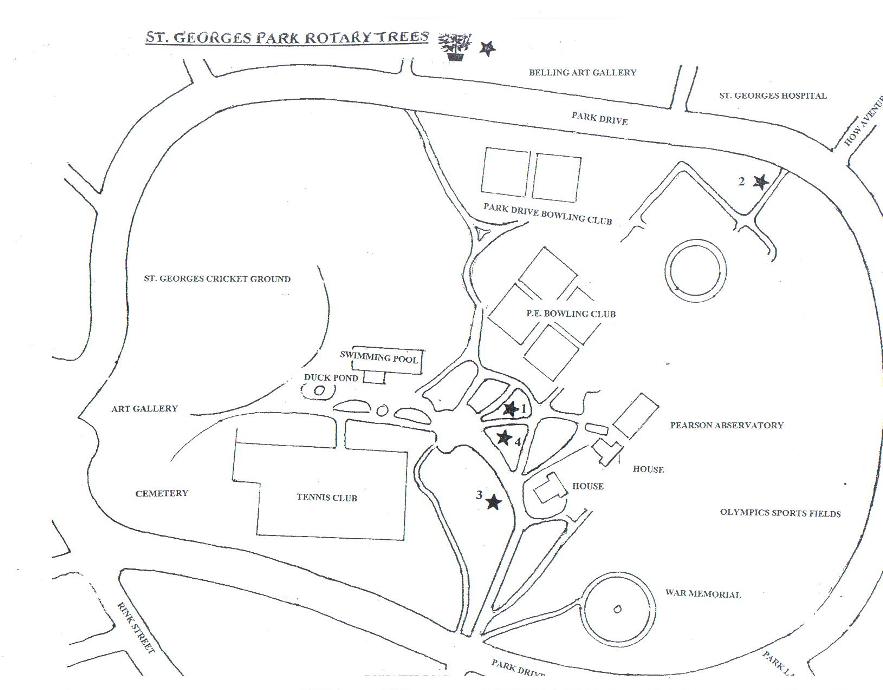 ST. GEORGES PARK ROTARY TREES
BELLING ART GALLERY
ST. GEORGES HOSPITAL
PARK DRIVE
HOW AVENUE
2
PARK DRIVE BOWLING CLUB
ST. GEORGES CRICKET GROUND
P.E. BOWLING CLUB
SWIMMING POOL
DUCK POND
ART GALLERY
1
PEARSON ABSERVATORY
4
HOUSE
HOUSE
CEMETERY
TENNIS CLUB
3
OLYMPICS SPORTS FIELDS
WAR MEMORIAL
RINK STREET
PARK DRIVE
PARK